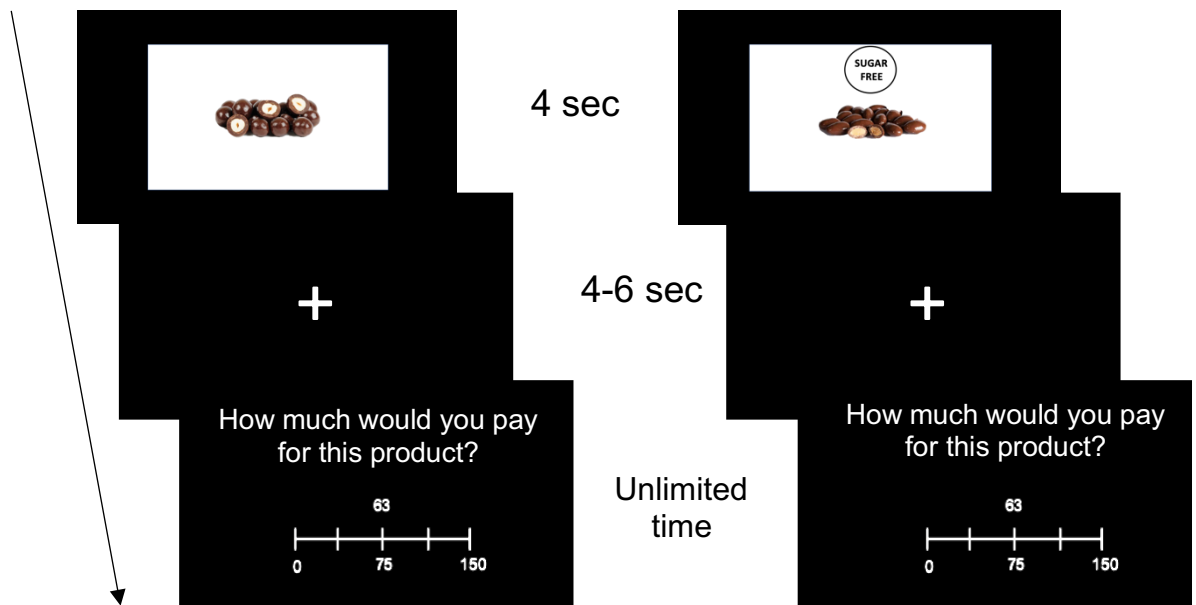 4 sec
SUGAR
FREE
4-6 sec
How much would you pay
for this product?
63
0 75 150
Unlimited
time
How much would you pay
for this product?
63
0 75 150